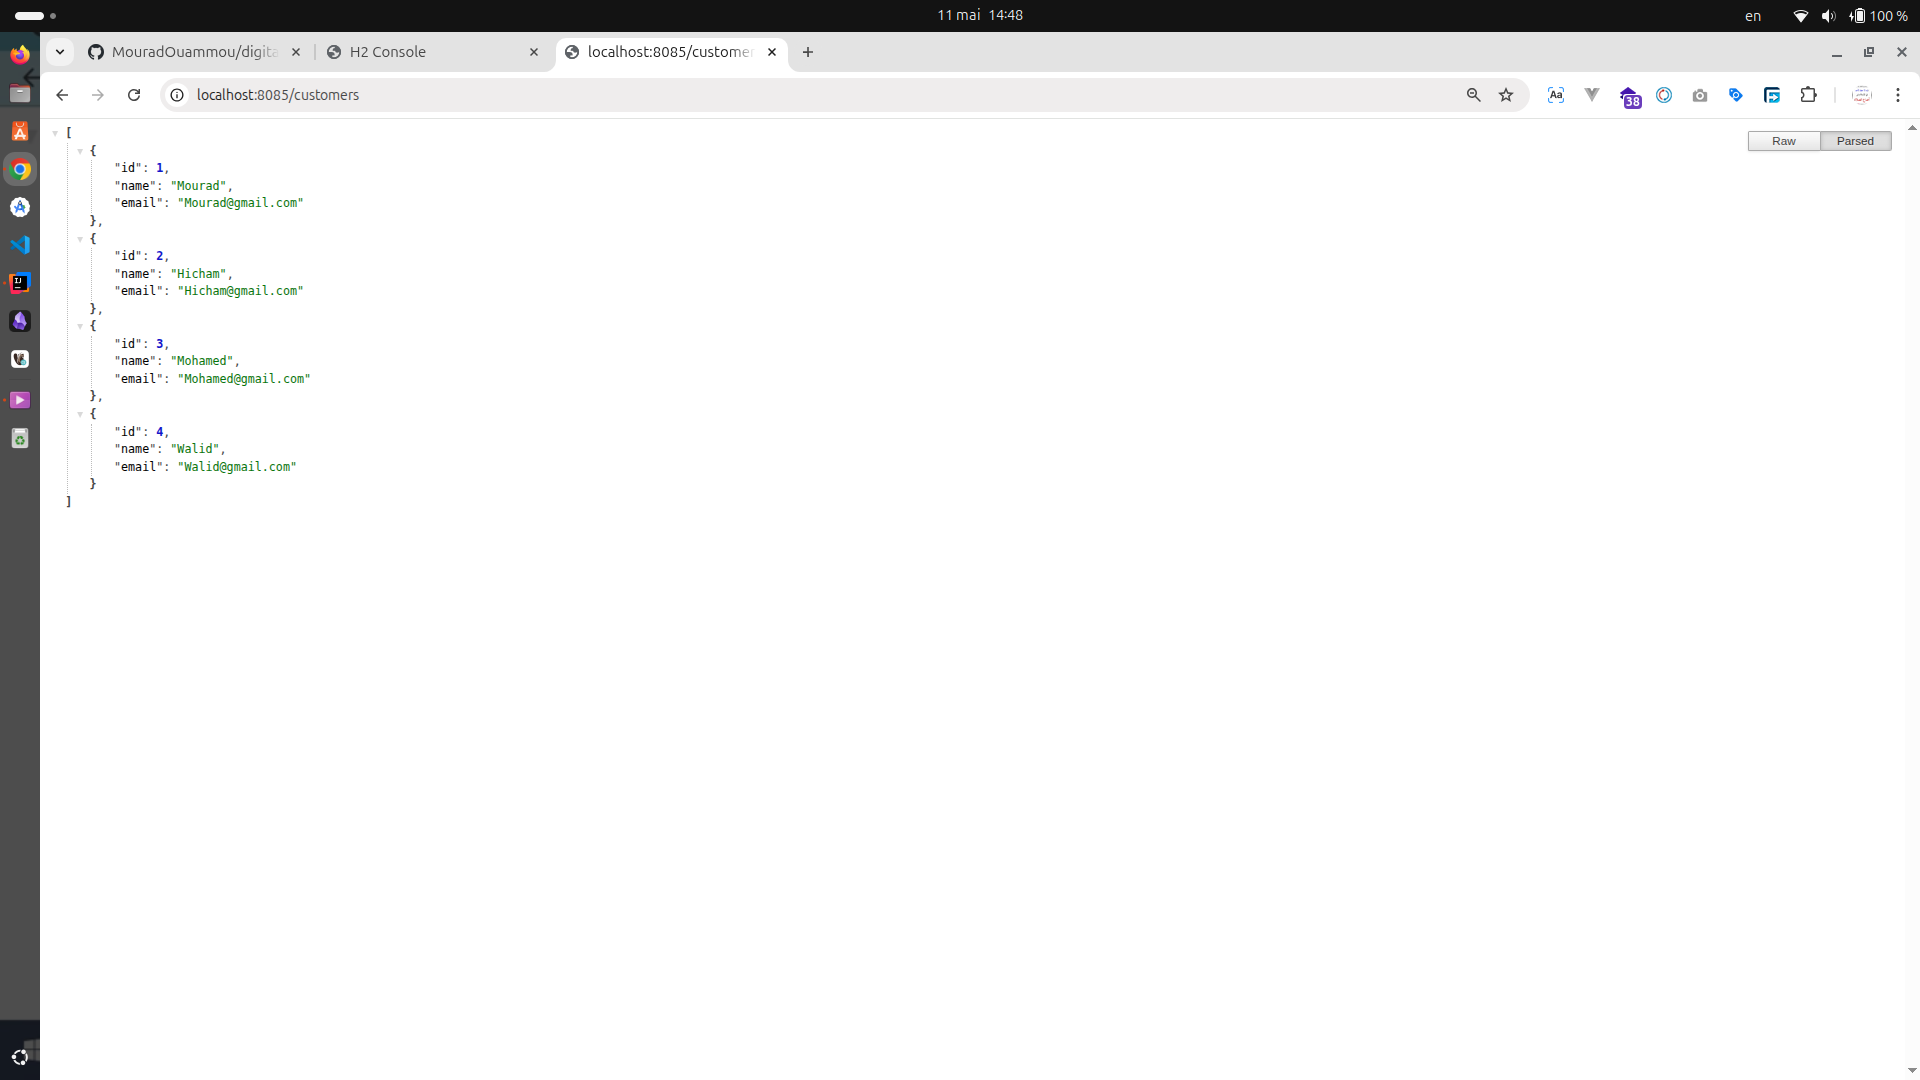 11 mai 14:48
en
100 %
MouradOuammou/digita
H2 Console
localhost:8085/custome
localhost:8085/customers
38
Raw
Parsed
[
{
"id": 1,
"name": "Mourad",
"email": "Mourad@gmail.com"
},
{
"id": 2,
"name": "Hicham",
"email": "Hicham@gmail.com"
},
{
"id": 3,
"name": "Mohamed",
"email": "Mohamed@gmail.com"
},
{
"id": 4,
"name": "Walid",
"email": "Walid@gmail.com"
}
]